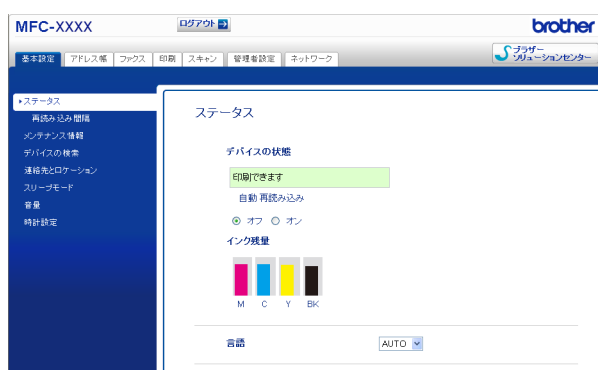 MFC-XXXX
ログアウト
brother
基本設定 アドレス帳 ファクス 印刷 スキャン 管理者設定 ネットワーク
ブラザー
ソリューションセンター
ステータス
再読み込み間隔
メンテナンス情報
デバイスの検索
連絡先とロケーション
スリープモード
音量
時計設定
ステータス
デバイスの状態
印刷できます
自動再読み込み
オフ オン
インク残量
M C Y BK
言語 AUTO